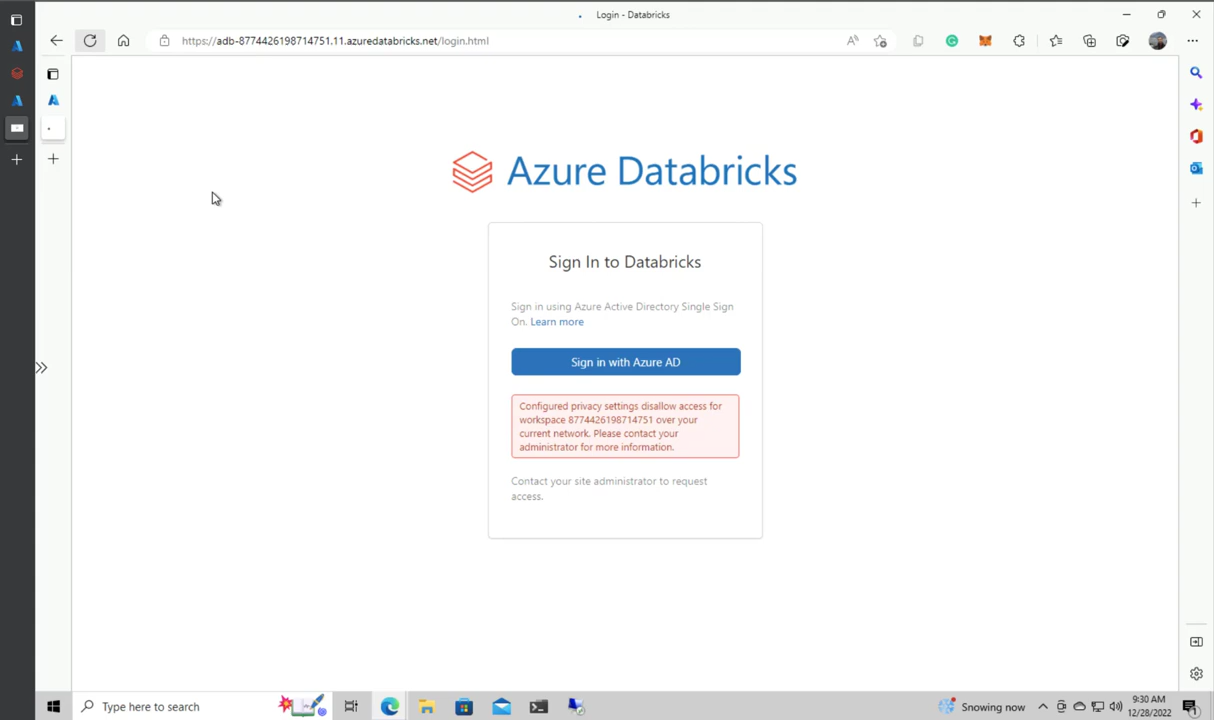 Login - Databricks
https://adb-8774426198714751.11.azuredatabricks.net/login.html
Azure Databricks
Sign In to Databricks
Sign in using Azure Active Directory Single Sign
On. Learn more
Sign in with Azure AD
Configured privacy settings disallow access for
workspace 8774426198714751 over your
current network. Please contact your
administrator for more information.
Contact your site administrator to request
access.
Type here to search
Snowing now
9:30 AM
12/28/2022